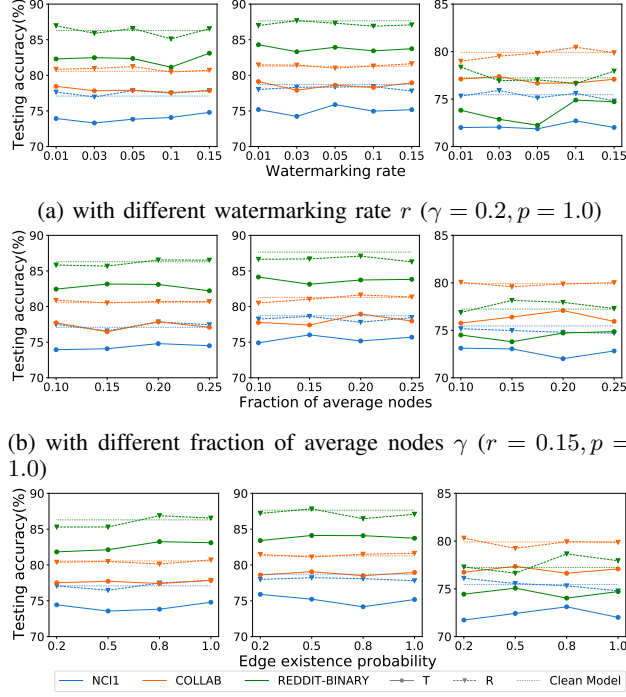 90
85
80
75
70
Testing accuracy(%)
0.01 0.03 0.05 0.1 0.15
90
85
80
75
70
0.01 0.03 0.05 0.1 0.15
85
80
75
70
0.01 0.03 0.05 0.1 0.15
Watermarking rate
(a) with different watermarking rate r (γ = 0.2, p = 1.0)
90
85
80
75
70
Testing accuracy(%)
0.10 0.15 0.20 0.25
90
85
80
75
70
0.10 0.15 0.20 0.25
85
80
75
70
0.10 0.15 0.20 0.25
Fraction of average nodes
(b) with different fraction of average nodes γ (r = 0.15, p =
1.0)
90
85
80
75
70
Testing accuracy(%)
0.2 0.5 0.8 1.0
90
85
80
75
70
0.2 0.5 0.8 1.0
85
80
75
70
0.2 0.5 0.8 1.0
Edge existence probability
NCI1 COLLAB REDDIT-BINARY T R Clean Model